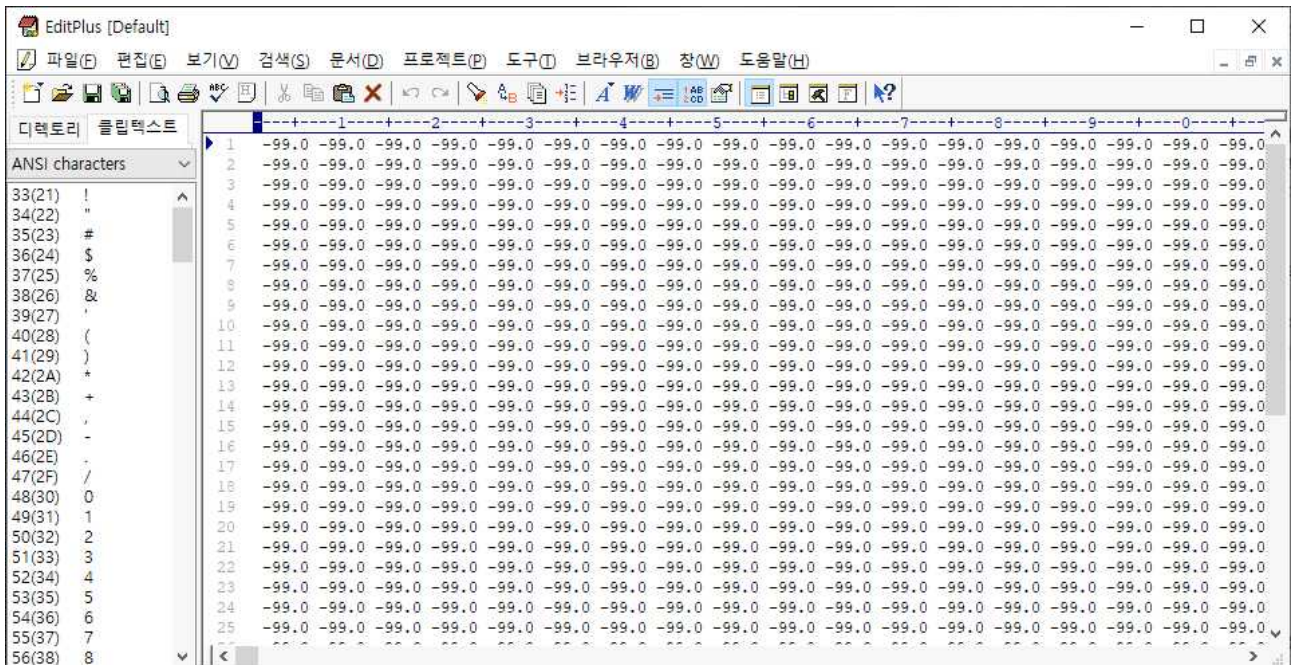 EditPlus [Default]
파일(F) 편집(E) 보기(V) 검색(S) 문서(D) 프로젝트(P) 도구(T) 브라우저(B) 창(W) 도움말(H)
디렉토리 클립텍스트
ANSI characters
33(21) !
34(22) "
35(23) #
36(24) $
37(25) %
38(26) &
39(27) '
40(28) (
41(29) )
42(2A) *
43(2B) +
44(2C) ,
45(2D) -
46(2E) .
47(2F) /
48(30) 0
49(31) 1
50(32) 2
51(33) 3
52(34) 4
53(35) 5
54(36) 6
55(37) 7
56(38) 8
----+----1----+----2----+----3----+----4----+----5----+----6----+----7----+----8----+----9----+----0----+---
1 -99.0 -99.0 -99.0 -99.0 -99.0 -99.0 -99.0 -99.0 -99.0 -99.0 -99.0 -99.0 -99.0 -99.0 -99.0 -99.0 -99.0 -99.0
2 -99.0 -99.0 -99.0 -99.0 -99.0 -99.0 -99.0 -99.0 -99.0 -99.0 -99.0 -99.0 -99.0 -99.0 -99.0 -99.0 -99.0 -99.0
3 -99.0 -99.0 -99.0 -99.0 -99.0 -99.0 -99.0 -99.0 -99.0 -99.0 -99.0 -99.0 -99.0 -99.0 -99.0 -99.0 -99.0 -99.0
4 -99.0 -99.0 -99.0 -99.0 -99.0 -99.0 -99.0 -99.0 -99.0 -99.0 -99.0 -99.0 -99.0 -99.0 -99.0 -99.0 -99.0 -99.0
5 -99.0 -99.0 -99.0 -99.0 -99.0 -99.0 -99.0 -99.0 -99.0 -99.0 -99.0 -99.0 -99.0 -99.0 -99.0 -99.0 -99.0 -99.0
6 -99.0 -99.0 -99.0 -99.0 -99.0 -99.0 -99.0 -99.0 -99.0 -99.0 -99.0 -99.0 -99.0 -99.0 -99.0 -99.0 -99.0 -99.0
7 -99.0 -99.0 -99.0 -99.0 -99.0 -99.0 -99.0 -99.0 -99.0 -99.0 -99.0 -99.0 -99.0 -99.0 -99.0 -99.0 -99.0 -99.0
8 -99.0 -99.0 -99.0 -99.0 -99.0 -99.0 -99.0 -99.0 -99.0 -99.0 -99.0 -99.0 -99.0 -99.0 -99.0 -99.0 -99.0 -99.0
9 -99.0 -99.0 -99.0 -99.0 -99.0 -99.0 -99.0 -99.0 -99.0 -99.0 -99.0 -99.0 -99.0 -99.0 -99.0 -99.0 -99.0 -99.0
10 -99.0 -99.0 -99.0 -99.0 -99.0 -99.0 -99.0 -99.0 -99.0 -99.0 -99.0 -99.0 -99.0 -99.0 -99.0 -99.0 -99.0 -99.0
11 -99.0 -99.0 -99.0 -99.0 -99.0 -99.0 -99.0 -99.0 -99.0 -99.0 -99.0 -99.0 -99.0 -99.0 -99.0 -99.0 -99.0 -99.0
12 -99.0 -99.0 -99.0 -99.0 -99.0 -99.0 -99.0 -99.0 -99.0 -99.0 -99.0 -99.0 -99.0 -99.0 -99.0 -99.0 -99.0 -99.0
13 -99.0 -99.0 -99.0 -99.0 -99.0 -99.0 -99.0 -99.0 -99.0 -99.0 -99.0 -99.0 -99.0 -99.0 -99.0 -99.0 -99.0 -99.0
14 -99.0 -99.0 -99.0 -99.0 -99.0 -99.0 -99.0 -99.0 -99.0 -99.0 -99.0 -99.0 -99.0 -99.0 -99.0 -99.0 -99.0 -99.0
15 -99.0 -99.0 -99.0 -99.0 -99.0 -99.0 -99.0 -99.0 -99.0 -99.0 -99.0 -99.0 -99.0 -99.0 -99.0 -99.0 -99.0 -99.0
16 -99.0 -99.0 -99.0 -99.0 -99.0 -99.0 -99.0 -99.0 -99.0 -99.0 -99.0 -99.0 -99.0 -99.0 -99.0 -99.0 -99.0 -99.0
17 -99.0 -99.0 -99.0 -99.0 -99.0 -99.0 -99.0 -99.0 -99.0 -99.0 -99.0 -99.0 -99.0 -99.0 -99.0 -99.0 -99.0 -99.0
18 -99.0 -99.0 -99.0 -99.0 -99.0 -99.0 -99.0 -99.0 -99.0 -99.0 -99.0 -99.0 -99.0 -99.0 -99.0 -99.0 -99.0 -99.0
19 -99.0 -99.0 -99.0 -99.0 -99.0 -99.0 -99.0 -99.0 -99.0 -99.0 -99.0 -99.0 -99.0 -99.0 -99.0 -99.0 -99.0 -99.0
20 -99.0 -99.0 -99.0 -99.0 -99.0 -99.0 -99.0 -99.0 -99.0 -99.0 -99.0 -99.0 -99.0 -99.0 -99.0 -99.0 -99.0 -99.0
21 -99.0 -99.0 -99.0 -99.0 -99.0 -99.0 -99.0 -99.0 -99.0 -99.0 -99.0 -99.0 -99.0 -99.0 -99.0 -99.0 -99.0 -99.0
22 -99.0 -99.0 -99.0 -99.0 -99.0 -99.0 -99.0 -99.0 -99.0 -99.0 -99.0 -99.0 -99.0 -99.0 -99.0 -99.0 -99.0 -99.0
23 -99.0 -99.0 -99.0 -99.0 -99.0 -99.0 -99.0 -99.0 -99.0 -99.0 -99.0 -99.0 -99.0 -99.0 -99.0 -99.0 -99.0 -99.0
24 -99.0 -99.0 -99.0 -99.0 -99.0 -99.0 -99.0 -99.0 -99.0 -99.0 -99.0 -99.0 -99.0 -99.0 -99.0 -99.0 -99.0 -99.0
25 -99.0 -99.0 -99.0 -99.0 -99.0 -99.0 -99.0 -99.0 -99.0 -99.0 -99.0 -99.0 -99.0 -99.0 -99.0 -99.0 -99.0 -99.0